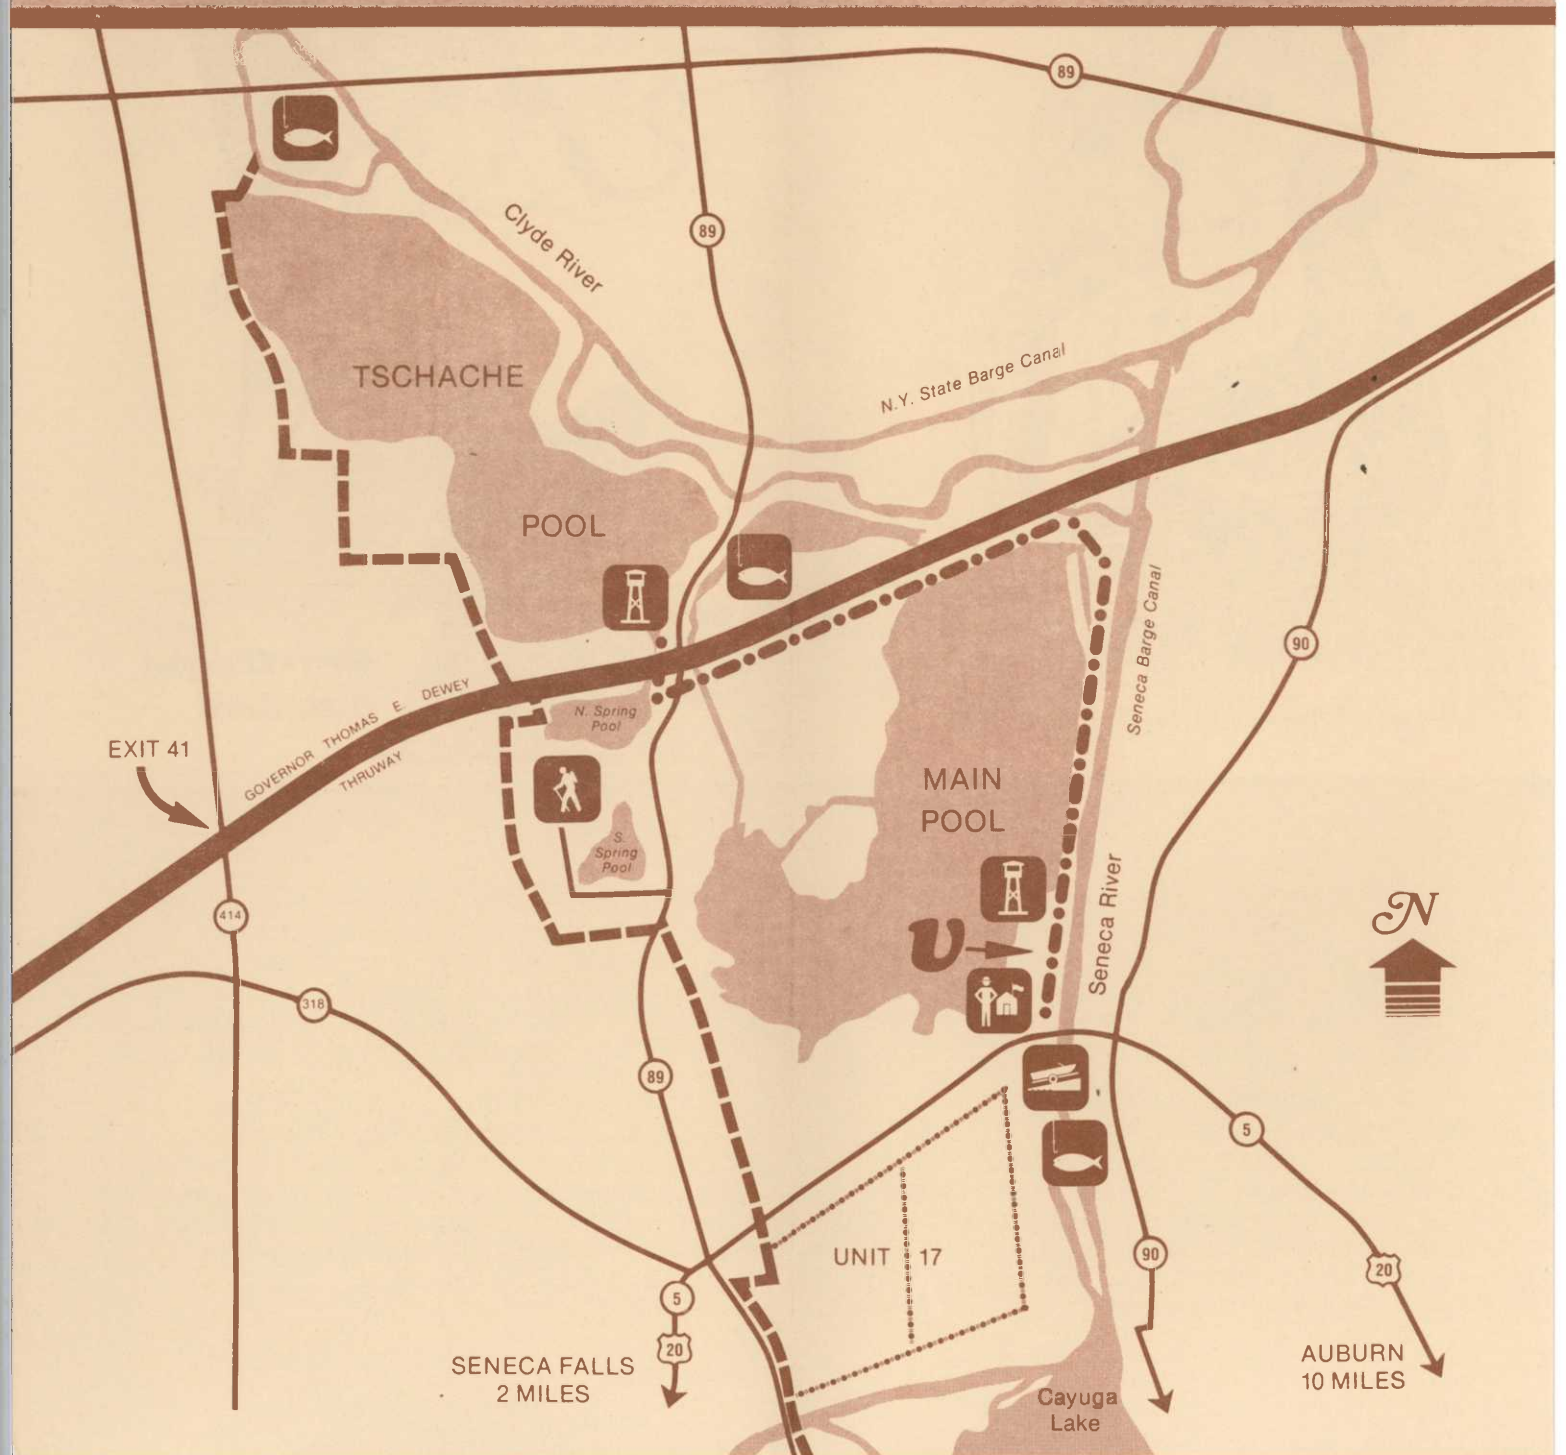 89
Clyde River
89
TSCHACHE
N.Y. State Barge Canal
POOL
Seneca Barge Canal
90
GOVERNOR THOMAS E. DEWEY
THRUWAY
N. Spring
Pool
EXIT 41
MAIN
POOL
S.
Spring
Pool
Seneca River
414
N
U
318
89
5
UNIT 17
90
20
5
20
SENECA FALLS
2 MILES
AUBURN
10 MILES
Cayuga
Lake